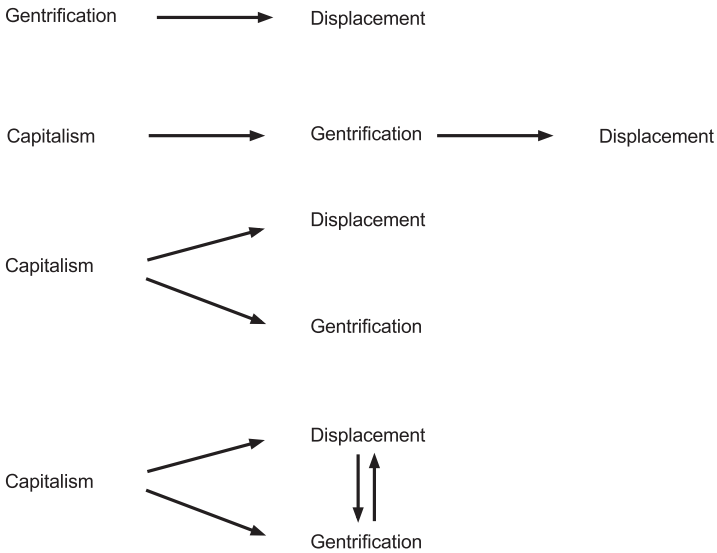 Gentrification Displacement
Capitalism Gentrification Displacement
Displacement
Capitalism
Gentrification
Displacement
Capitalism
Gentrification